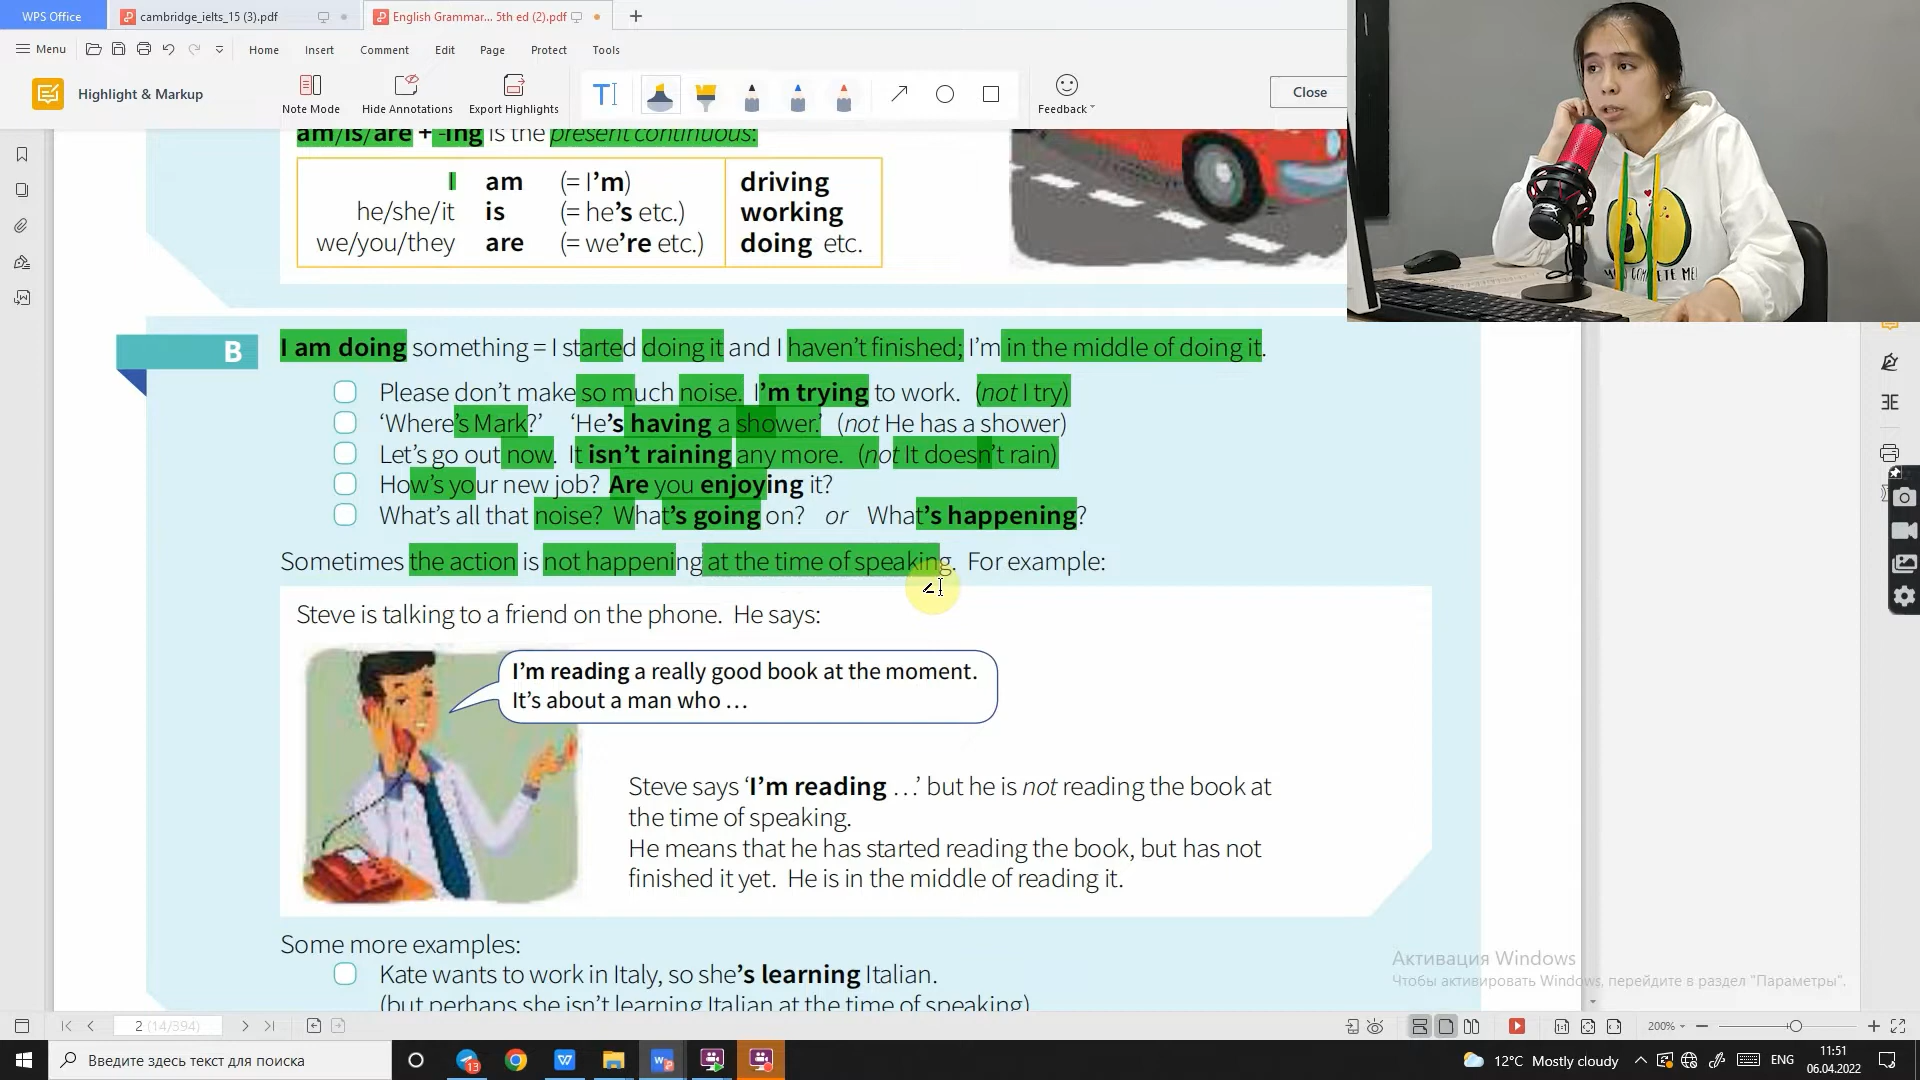 WPS Office
cambridge_ielts_15 (3).pdf
English Grammar... 5th ed (2).pdf
Menu
Home
Insert
Comment
Edit
Page
Protect
Tools
Highlight & Markup
Note Mode
Hide Annotations
Export Highlights
Feedback
Close
am/is/are + -ing is the present continuous:
I am (= I'm) driving
he/she/it is (= he's etc.) working
we/you/they are (= we're etc.) doing etc.
B
I am doing something = I started doing it and I haven't finished; I'm in the middle of doing it.
Please don't make so much noise. I'm trying to work. (not I try)
‘Where's Mark?’ ‘He's having a shower.’ (not He has a shower)
Let's go out now. It isn't raining any more. (not It doesn't rain)
How's your new job? Are you enjoying it?
What's all that noise? What's going on? or What's happening?
Sometimes the action is not happening at the time of speaking. For example:
Steve is talking to a friend on the phone. He says:
I'm reading a really good book at the moment.
It's about a man who ...
Steve says ‘I'm reading ...’ but he is not reading the book at
the time of speaking.
He means that he has started reading the book, but has not
finished it yet. He is in the middle of reading it.
Some more examples:
Kate wants to work in Italy, so she's learning Italian.
(but perhaps she isn't learning Italian at the time of speaking)
Активация Windows
Чтобы активировать Windows, перейдите в раздел "Параметры".
2 (14/394)
200%
Введите здесь текст для поиска
13
12°C Mostly cloudy
ENG
11:51
06.04.2022